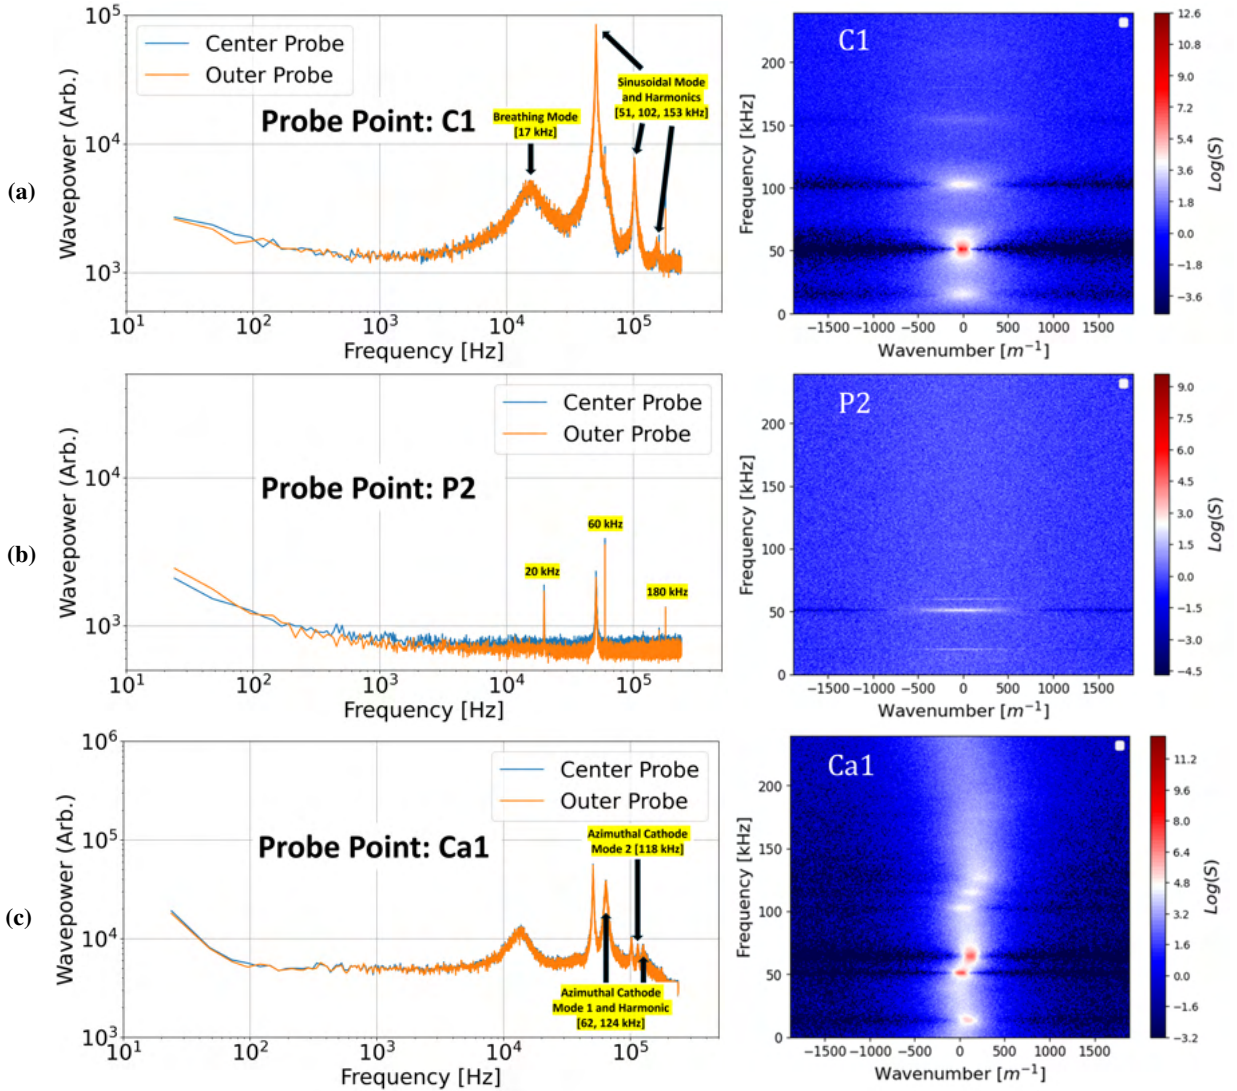 (a)
10^5
10^4
10^3
Wavepower (Arb.)
Center Probe
Outer Probe
Probe Point: C1
Breathing Mode
[17 kHz]
Sinusoidal Mode
and Harmonics
[51, 102, 153 kHz]
10^1 10^2 10^3 10^4 10^5
Frequency [Hz]
C1
Frequency [kHz]
200
150
100
50
0
−1500 −1000 −500 0 500 1000 1500
Wavenumber [m^{-1}]
12.6
10.8
9.0
7.2
5.4
3.6
1.8
0.0
−1.8
−3.6
Log(S)
(b)
10^4
10^3
Wavepower (Arb.)
Center Probe
Outer Probe
Probe Point: P2
20 kHz
60 kHz
180 kHz
10^1 10^2 10^3 10^4 10^5
Frequency [Hz]
P2
Frequency [kHz]
200
150
100
50
0
−1500 −1000 −500 0 500 1000 1500
Wavenumber [m^{-1}]
9.0
7.5
6.0
4.5
3.0
1.5
0.0
−1.5
−3.0
−4.5
Log(S)
(c)
10^6
10^5
10^4
10^3
Wavepower (Arb.)
Center Probe
Outer Probe
Probe Point: Ca1
Azimuthal Cathode
Mode 2 [118 kHz]
Azimuthal Cathode
Mode 1 and Harmonic
[62, 124 kHz]
10^1 10^2 10^3 10^4 10^5
Frequency [Hz]
Ca1
Frequency [kHz]
200
150
100
50
0
−1500 −1000 −500 0 500 1000 1500
Wavenumber [m^{-1}]
11.2
9.6
8.0
6.4
4.8
3.2
1.6
0.0
−1.6
−3.2
Log(S)